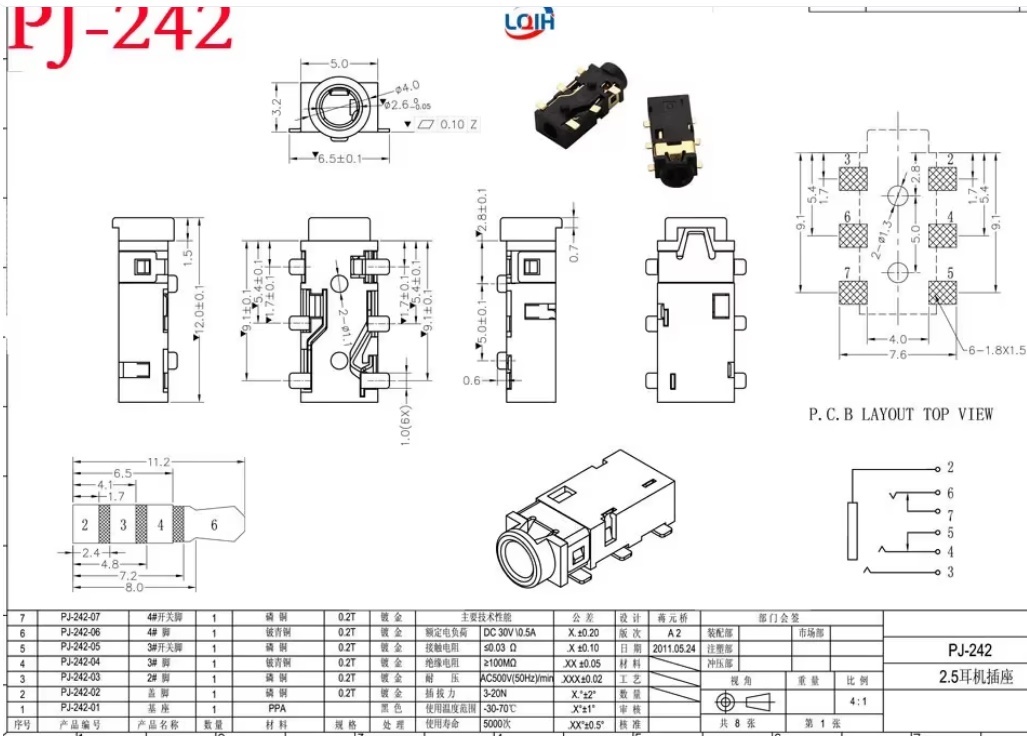 PJ-242
LQIH
5.0
φ4.0
3.2
▼φ2.6 0 -0.05
▼ 0.10 Z
▼6.5±0.1
1.5
▼12.0±0.1
▼9.1±0.1
▼5.4±0.1
1.7±0.1
2-φ1.1
▼1.7±0.1
▼5.4±0.1
▼9.1±0.1
1.0(6X)
▼2.8±0.1
0.7
▼5.0±0.1
0.6
3 2
6 4
7 5
9.1
5.4
1.7
2.8
2-φ1.3
5.0
1.7
5.4
9.1
4.0
7.6
6-1.8X1.5
P.C.B LAYOUT TOP VIEW
11.2
6.5
4.1
1.7
2 3 4 6
2.4
4.8
7.2
8.0
2
6
7
5
4
3
7 PJ-242-07 4#开关脚 1 磷铜 0.2T 镀金 主要技术性能 公差 设计 蒋元桥 部门会签
6 PJ-242-06 4#脚 1 铍青铜 0.2T 镀金 额定电负荷 DC 30V\0.5A X.±0.20 版次 A2 装配部 市场部
5 PJ-242-05 3#开关脚 1 磷铜 0.2T 镀金 接触电阻 ≤0.03 Ω .X ±0.10 日期 2011.05.24 注塑部 PJ-242
4 PJ-242-04 3#脚 1 铍青铜 0.2T 镀金 绝缘电阻 ≥100MΩ .XX ±0.05 材料 冲压部
3 PJ-242-03 2#脚 1 磷铜 0.2T 镀金 耐压 AC500V(50Hz)/min .XXX±0.02 工艺 视角 重量 比例 2.5耳机插座
2 PJ-242-02 盖脚 1 磷铜 0.2T 镀金 插拔力 3-20N X.°±2° 数量 4:1
1 PJ-242-01 基座 1 PPA 黑色 使用温度范围 -30-70℃ .X°±1° 审核
序号 产品编号 产品名称 数量 材料 规格 处理 使用寿命 5000次 .XX°±0.5° 核准 共 8 张 第 1 张